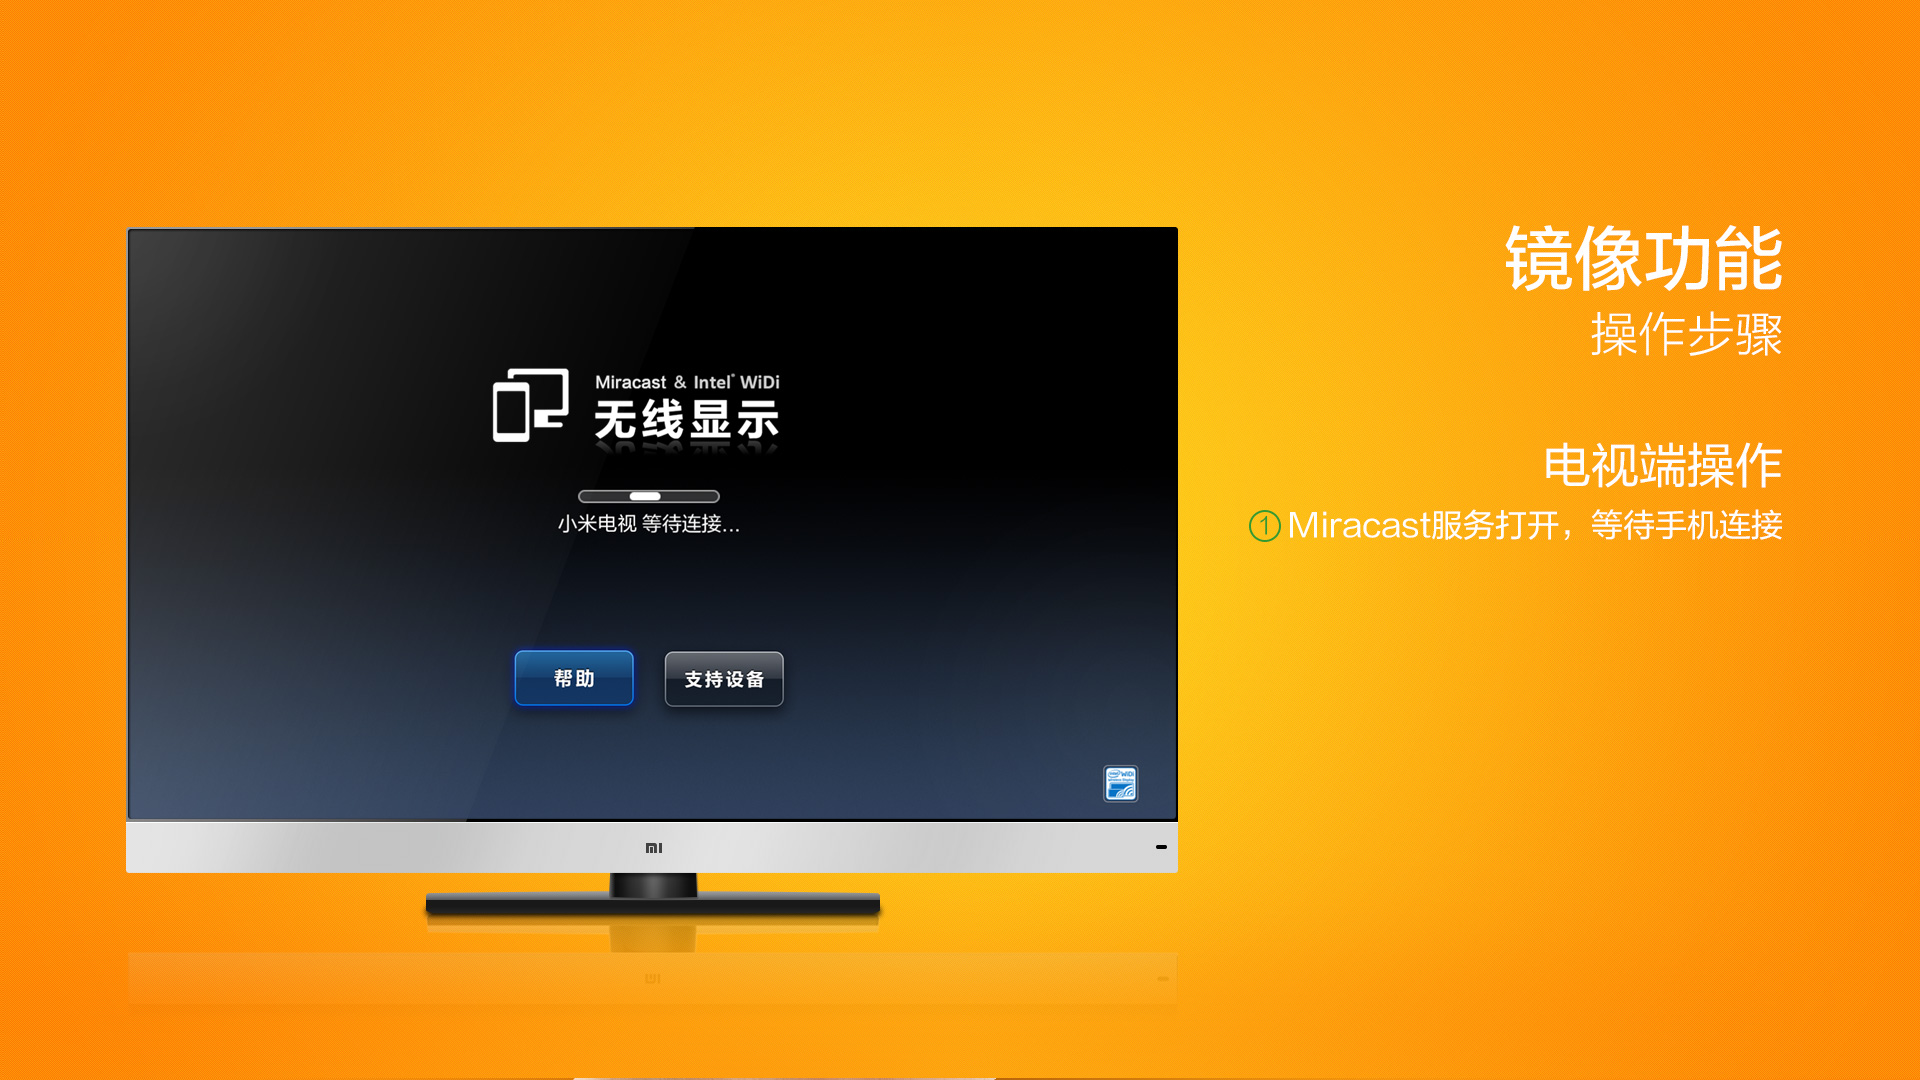 镜像功能
操作步骤
电视端操作
①Miracast服务打开，等待手机连接
Miracast & Intel® WiDi
无线显示
小米电视 等待连接...
帮助
支持设备
WiDi
mi